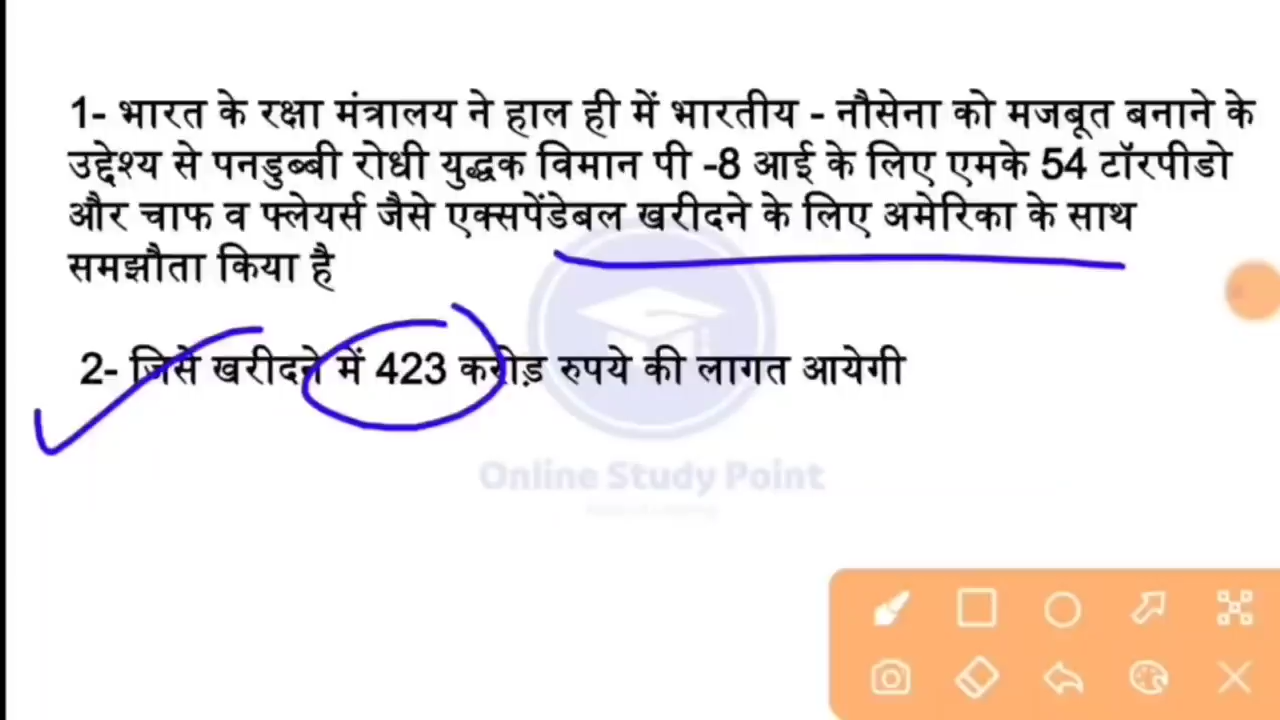 1- भारत के रक्षा मंत्रालय ने हाल ही में भारतीय - नौसेना को मजबूत बनाने के
उद्देश्य से पनडुब्बी रोधी युद्धक विमान पी -8 आई के लिए एमके 54 टॉरपीडो
और चाफ व फ्लेयर्स जैसे एक्सपेंडेबल खरीदने के लिए अमेरिका के साथ
समझौता किया है
2- जिसे खरीदने में 423 करोड़ रुपये की लागत आयेगी
Online Study Point